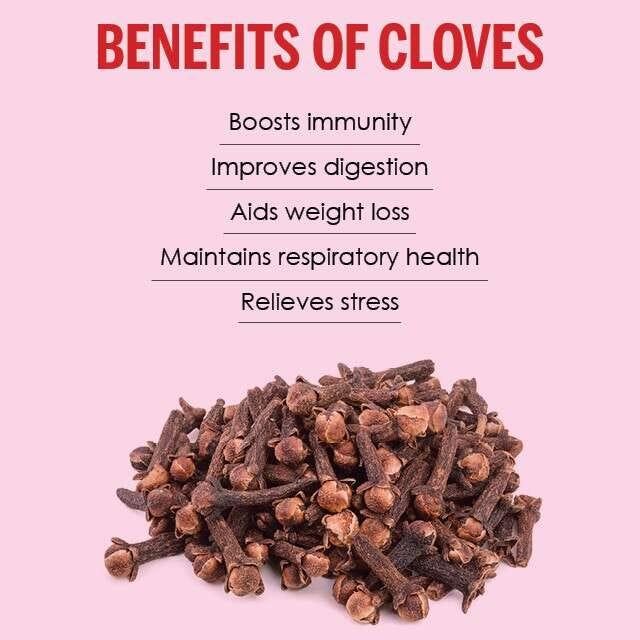 BENEFITS OF CLOVES
Boosts immunity
Improves digestion
Aids weight loss
Maintains respiratory health
Relieves stress